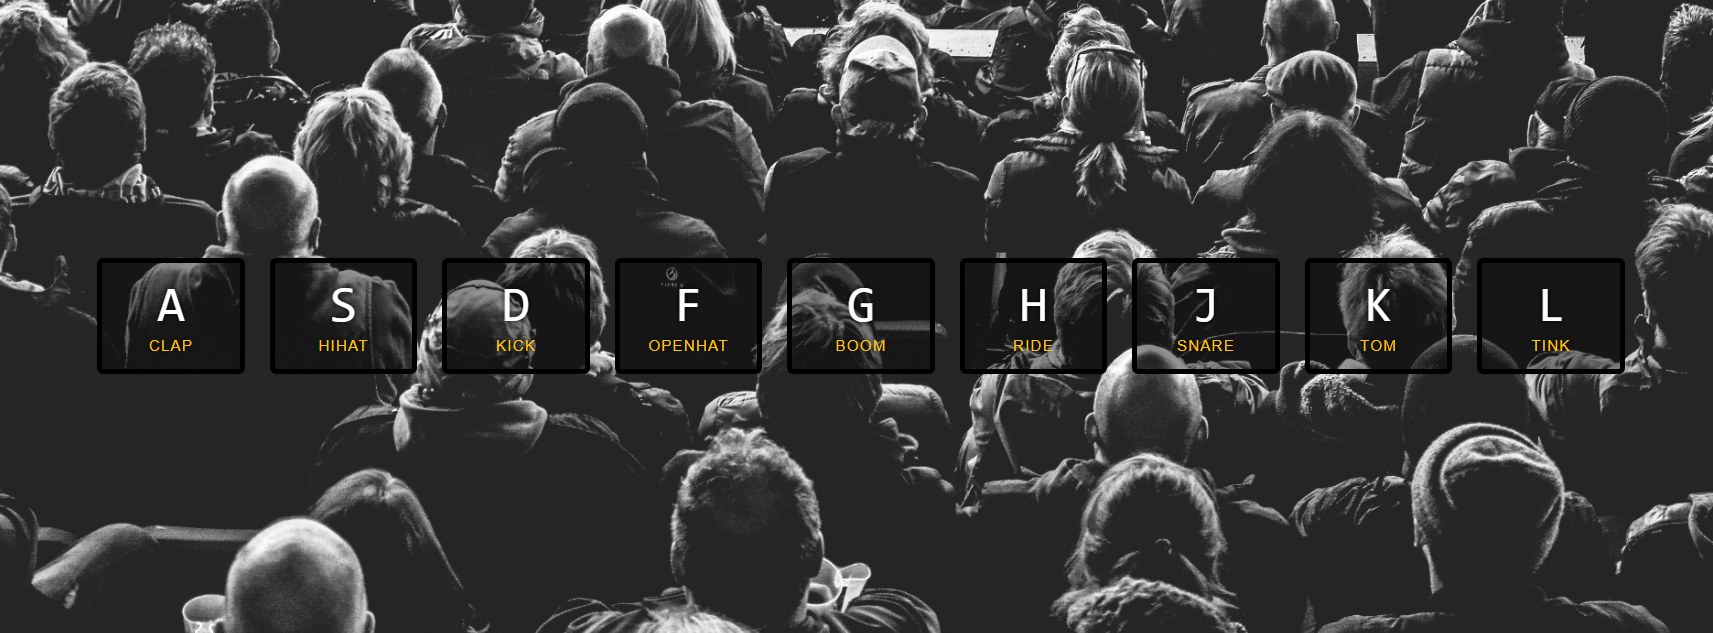 A
CLAP
S
HIHAT
D
KICK
F
OPENHAT
G
BOOM
H
RIDE
J
SNARE
K
TOM
L
TINK